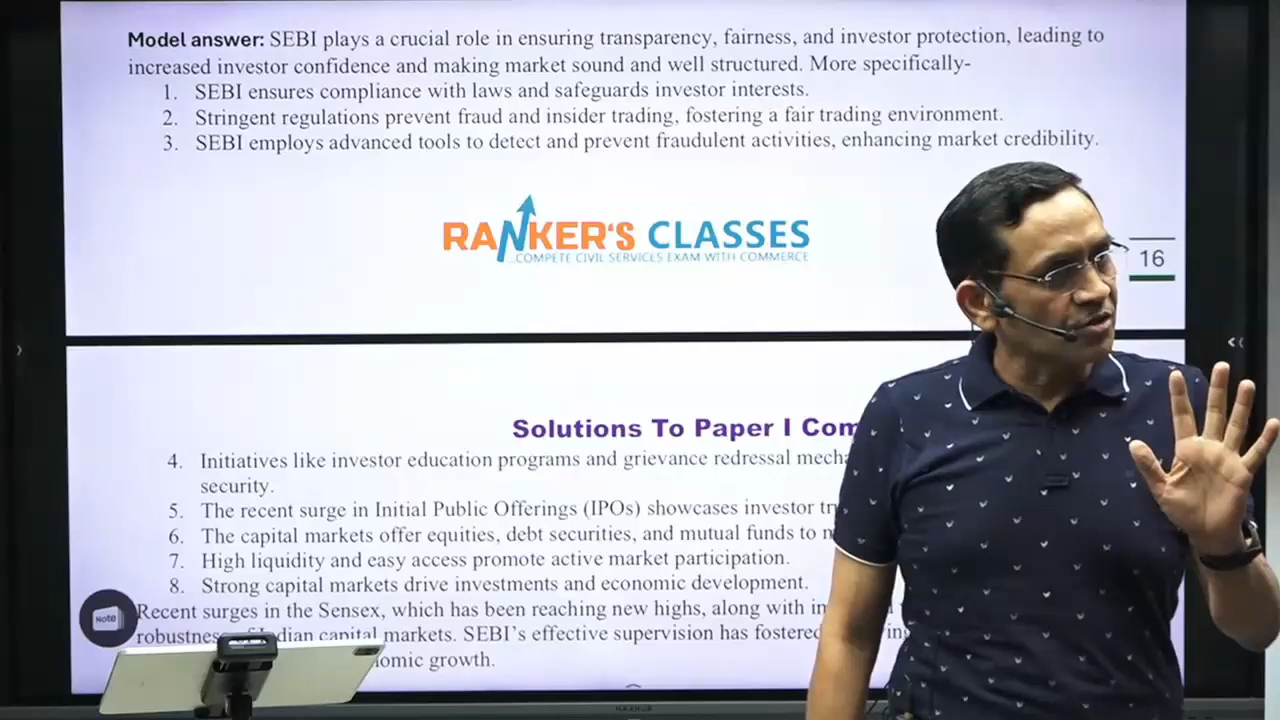 Model answer: SEBI plays a crucial role in ensuring transparency, fairness, and investor protection, leading to
increased investor confidence and making market sound and well structured. More specifically-
1. SEBI ensures compliance with laws and safeguards investor interests.
2. Stringent regulations prevent fraud and insider trading, fostering a fair trading environment.
3. SEBI employs advanced tools to detect and prevent fraudulent activities, enhancing market credibility.
RANKER'S CLASSES
...COMPETE CIVIL SERVICES EXAM WITH COMMERCE
16
Solutions To Paper I Com
4. Initiatives like investor education programs and grievance redressal mecha
security.
5. The recent surge in Initial Public Offerings (IPOs) showcases investor tr
6. The capital markets offer equities, debt securities, and mutual funds to
7. High liquidity and easy access promote active market participation.
8. Strong capital markets drive investments and economic development.
Note
Recent surges in the Sensex, which has been reaching new highs, along with in
robustness Indian capital markets. SEBI's effective supervision has fostered
omic growth.
MAXHUB